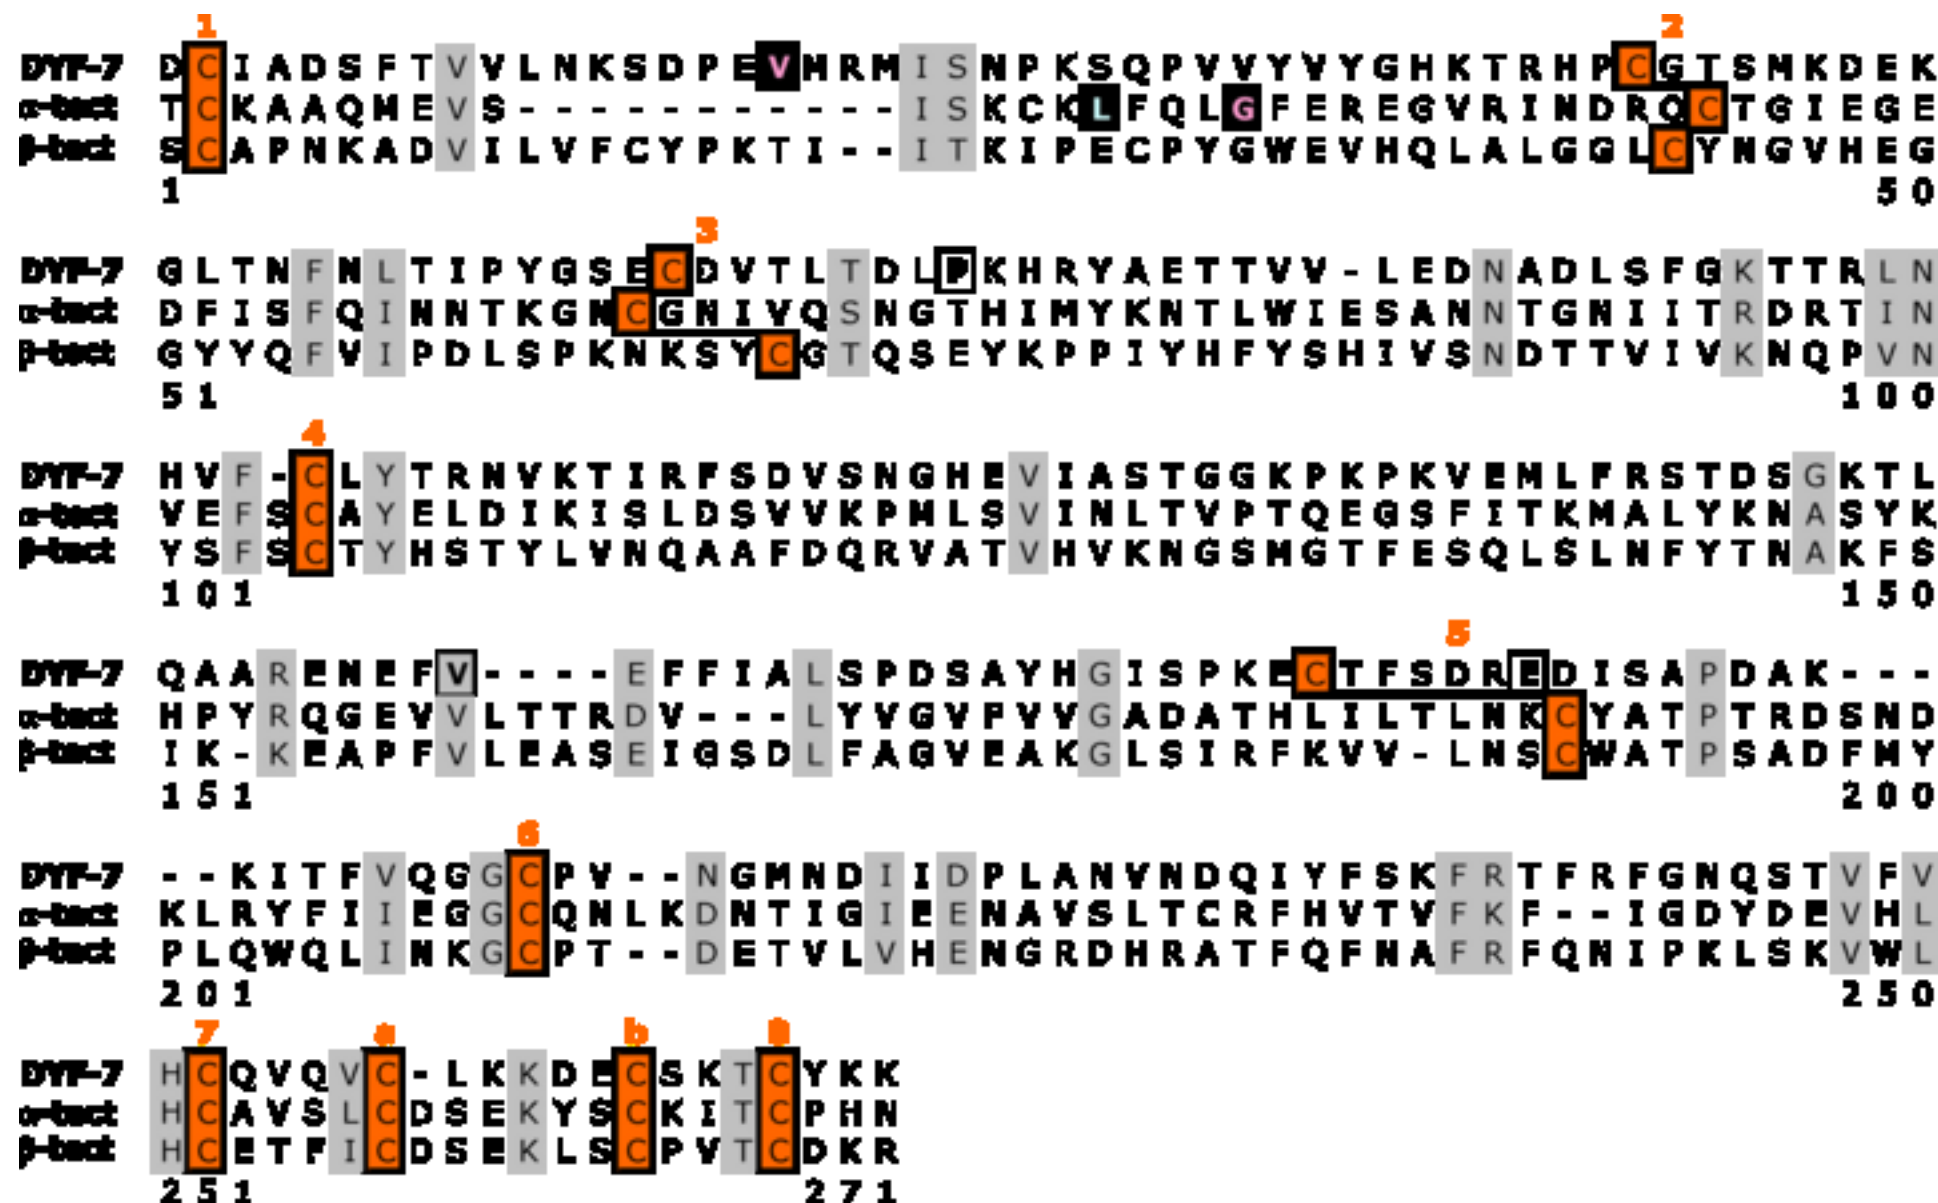 1 2
DYF-7 D C I A D S F T V V L N K S D P E V M R M I S N P K S Q P V V Y V Y G H K T R H P C G T S M K D E K
α-tect T C K A A Q M E V S - - - - - - - - - - - I S K C K L F Q L G F E R E G V R I N D R Q C T G I E G E
β-tect S C A P N K A D V I L V F C Y P K T I - - I T K I P E C P Y G W E V H Q L A L G G L C Y N G V H E G
1 50
3
DYF-7 G L T N F N L T I P Y G S E C D V T L T D L P K H R Y A E T T V V - L E D N A D L S F G K T T R L N
α-tect D F I S F Q I N N T K G N C G N I V Q S N G T H I M Y K N T L W I E S A N N T G N I I T R D R T I N
β-tect G Y Y Q F V I P D L S P K N K S Y C G T Q S E Y K P P I Y H F Y S H I V S N D T T V I V K N Q P V N
51 100
4
DYF-7 H V F - C L Y T R N V K T I R F S D V S N G H E V I A S T G G K P K P K V E M L F R S T D S G K T L
α-tect V E F S C A Y E L D I K I S L D S V V K P M L S V I N L T V P T Q E G S F I T K M A L Y K N A S Y K
β-tect Y S F S C T Y H S T Y L V N Q A A F D Q R V A T V H V K N G S M G T F E S Q L S L N F Y T N A K F S
101 150
5
DYF-7 Q A A R E N E F V - - - - E F F I A L S P D S A Y H G I S P K E C T F S D R E D I S A P D A K - - -
α-tect H P Y R Q G E V V L T T R D V - - - L Y V G V F V V G A D A T H L I L T L N K C Y A T P T R D S N D
β-tect I K - K E A P F V L E A S E I G S D L F A G V E A K G L S I R F K V V - L N S C W A T P S A D F M Y
151 200
6
DYF-7 - - K I T F V Q G G C P V - - N G M N D I I D P L A N V N D Q I Y F S K F R T F R F G N Q S T V F V
α-tect K L R Y F I I E G G C Q N L K D N T I G I E E N A V S L T C R F H V T V F K F - - I G D Y D E V H L
β-tect P L Q W Q L I N K G C P T - - D E T V L V H E N G R D H R A T F Q F N A F R F Q N I P K L S K V W L
201 250
7 a b 8
DYF-7 H C Q V Q V C - L K K D E C S K T C Y K K
α-tect H C A V S L C D S E K Y S C K I T C P H N
β-tect H C E T F I C D S E K L S C P V T C D K R
251 271